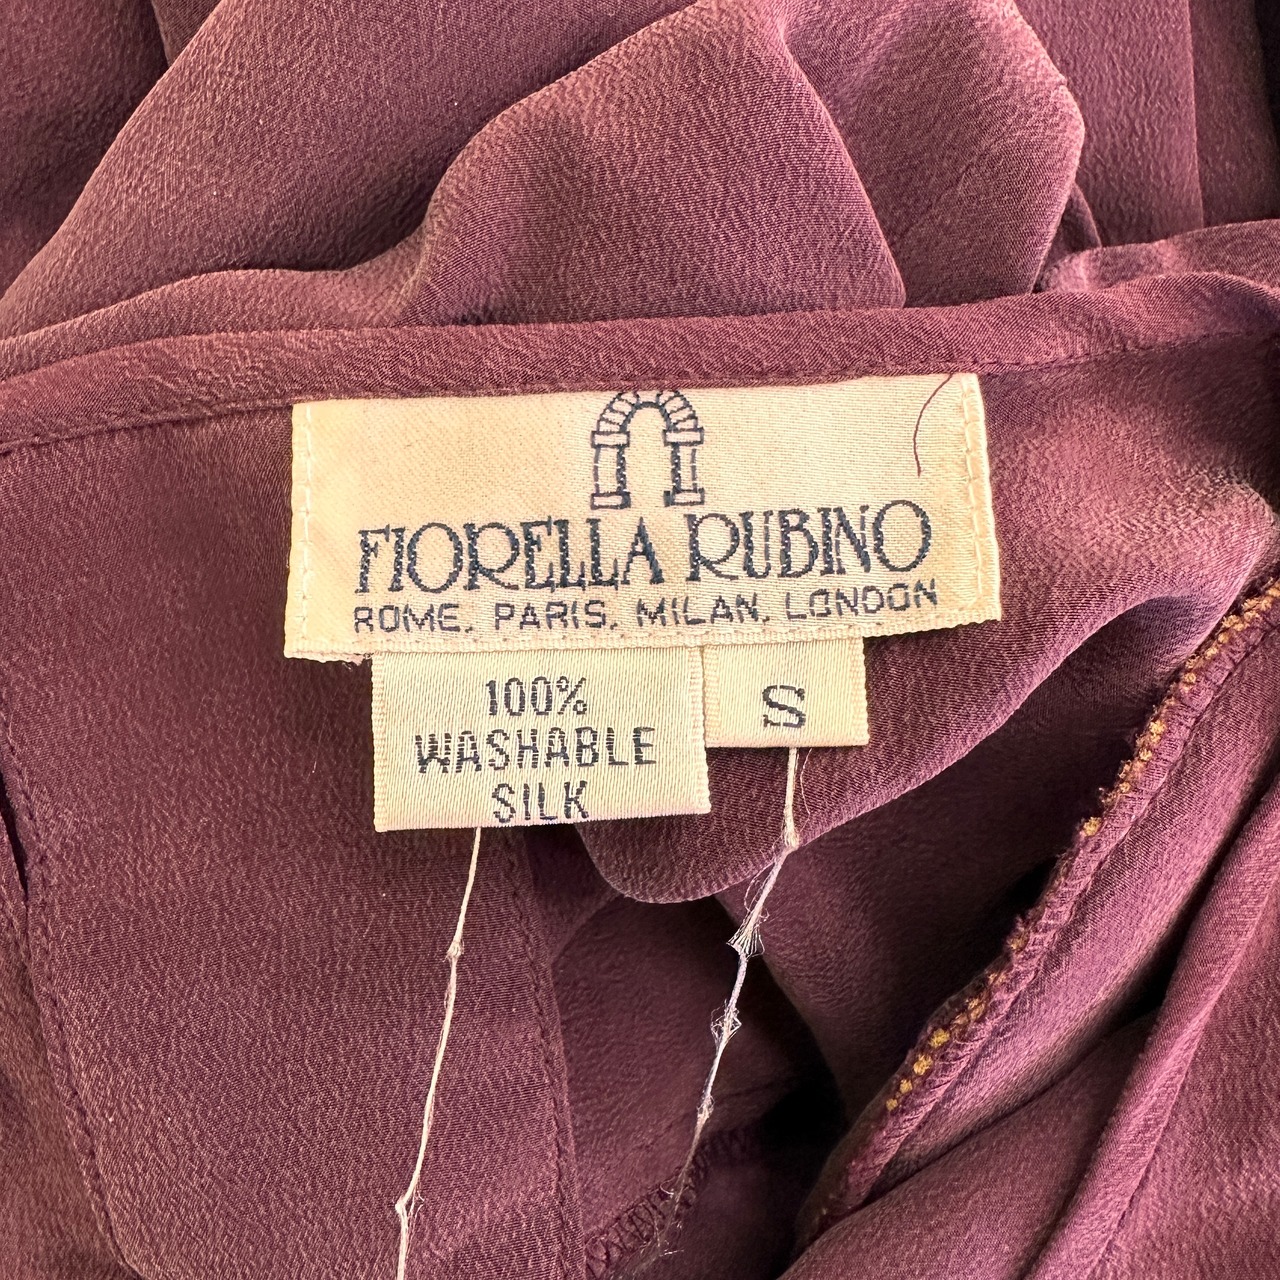 FIORELLA RUBINO
ROME, PARIS, MILAN, LONDON
100%
WASHABLE
SILK
S